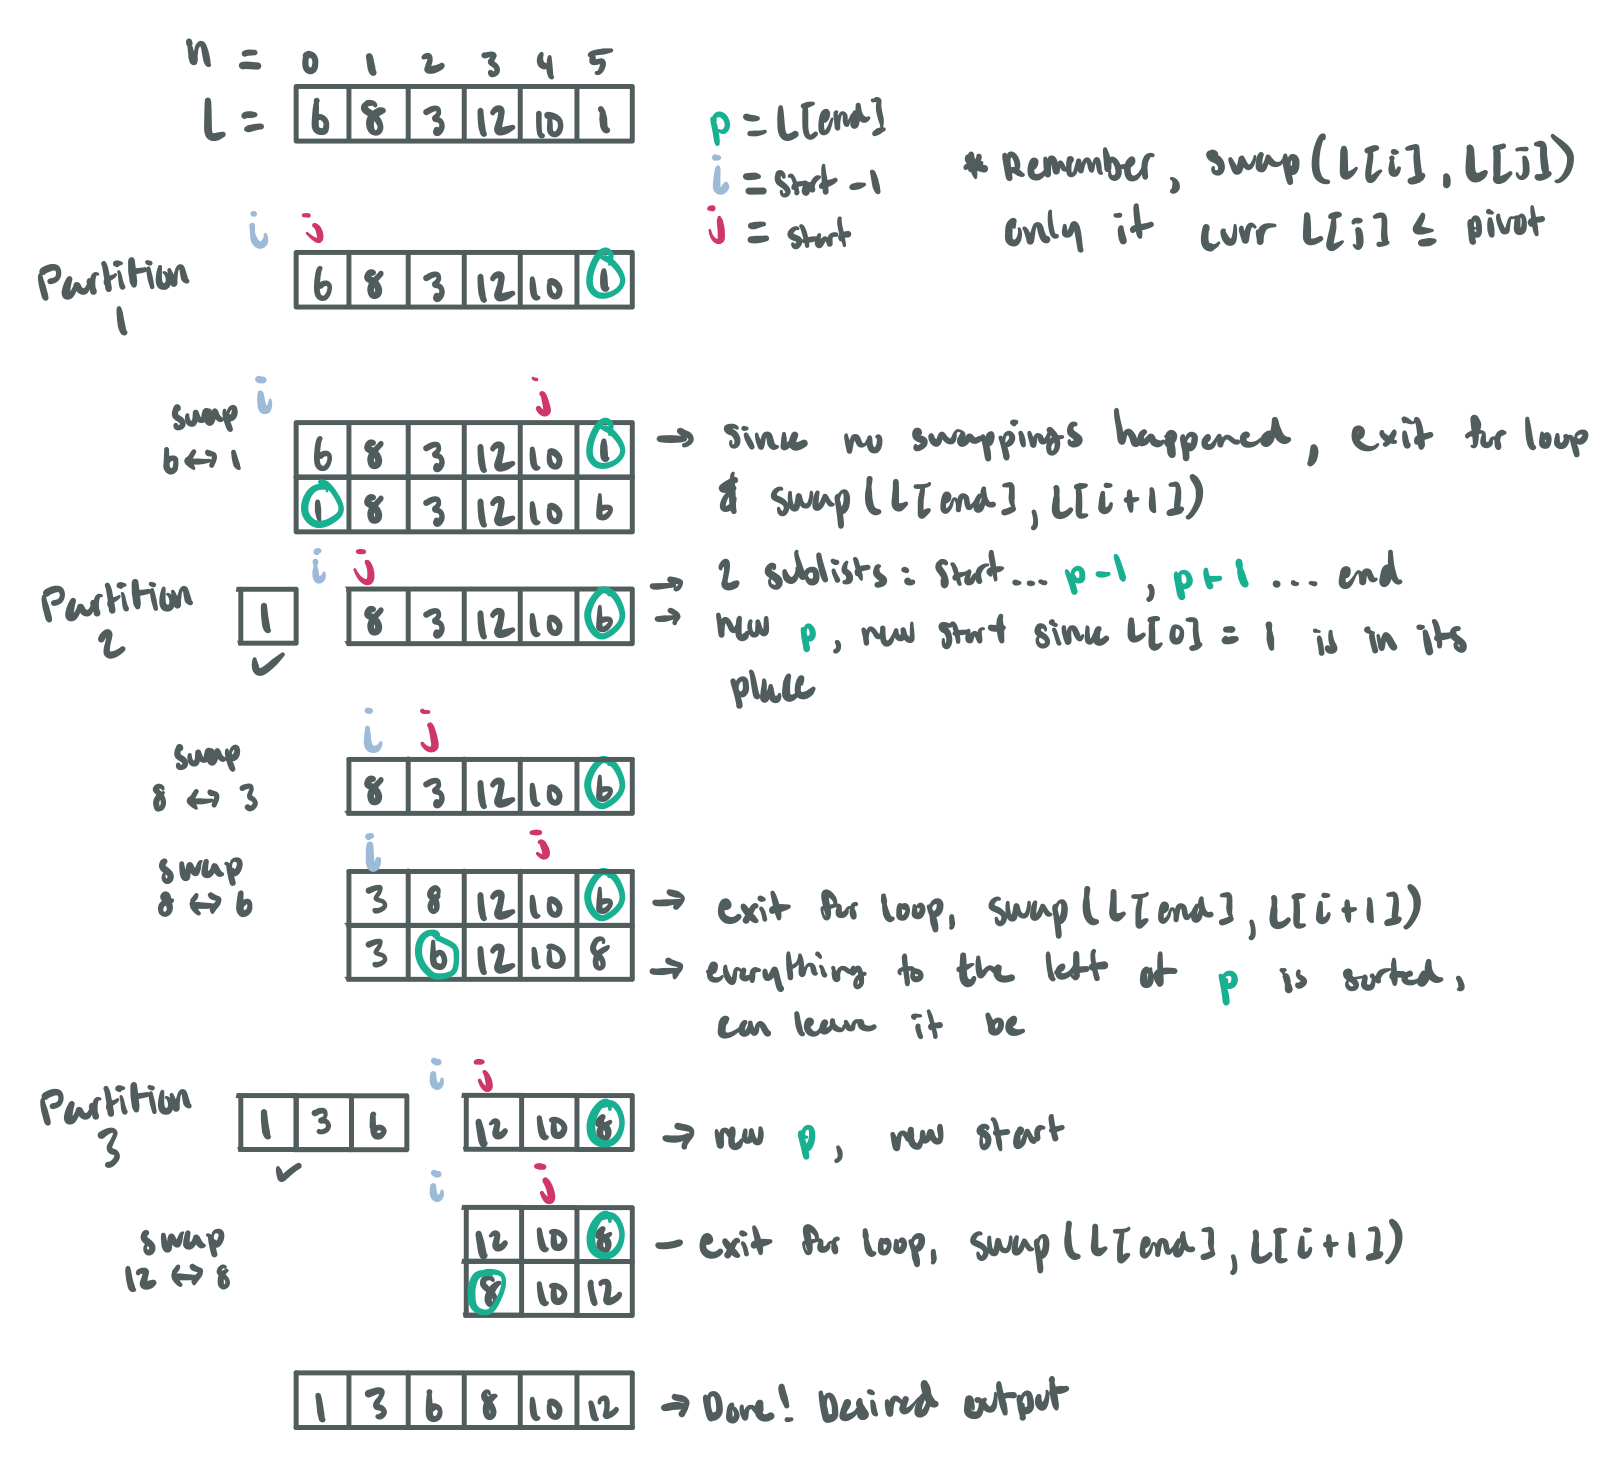 n = 0 1 2 3 4 5
L = 6 8 3 12 10 1
p = L[end]
i = start -1
j = start
* Remember, swap(L[i], L[j])
only if curr L[j] ≤ pivot
i j
Partition
1
6 8 3 12 10 1
i j
swap
6 ↔ 1
6 8 3 12 10 1
1 8 3 12 10 6
→ since no swappings happened, exit for loop
& swap(L[end], L[i+1])
i j
Partition
2
1 8 3 12 10 6
✓
→ 2 sublists: start... p-1, p+1 ... end
→ new p, new start since L[0] = 1 is in its
place
i j
swap
8 ↔ 3
8 3 12 10 6
i j
swap
8 ↔ 6
3 8 12 10 6
3 6 12 10 8
→ exit for loop, swap(L[end], L[i+1])
→ everything to the left of p is sorted,
can leave it be
i j
Partition
3
1 3 6 12 10 8
✓
→ new p, new start
i j
swap
12 ↔ 8
12 10 8
8 10 12
- exit for loop, swap(L[end], L[i+1])
1 3 6 8 10 12
→ Done! Desired output